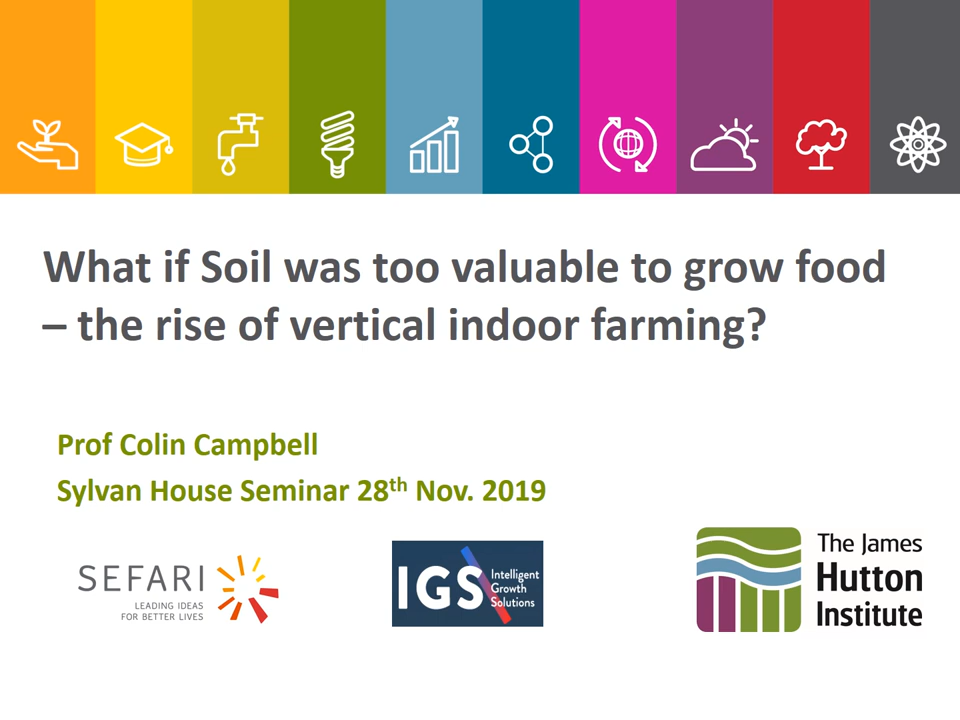 What if Soil was too valuable to grow food
– the rise of vertical indoor farming?
Prof Colin Campbell
Sylvan House Seminar 28th Nov. 2019
SEFARI
LEADING IDEAS
FOR BETTER LIVES
IGS
Intelligent
Growth
Solutions
The James
Hutton
Institute